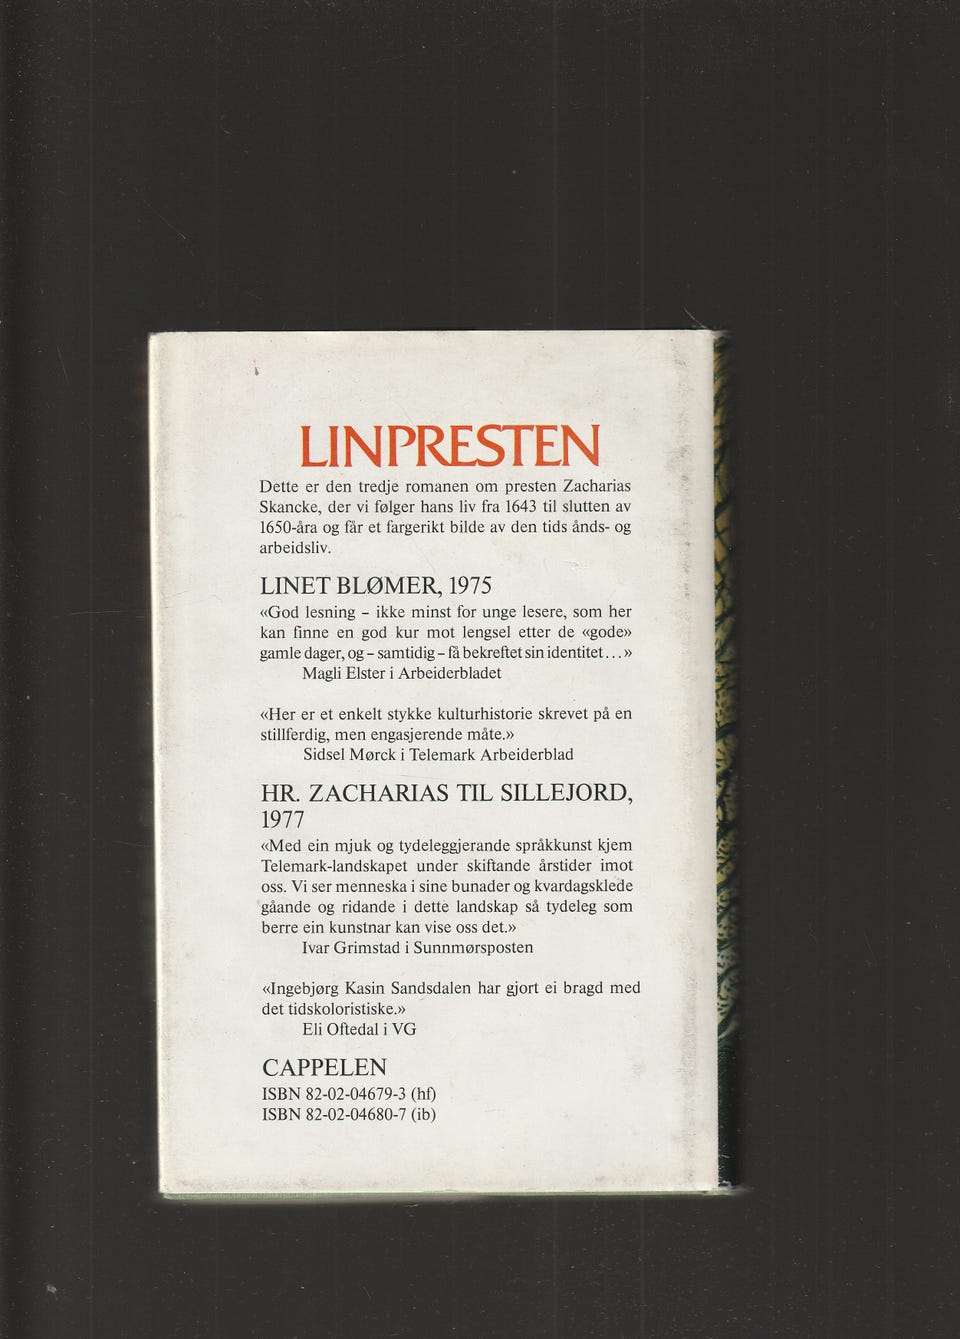 LINPRESTEN
Dette er den tredje romanen om presten Zacharias
Skancke, der vi følger hans liv fra 1643 til slutten av
1650-åra og får et fargerikt bilde av den tids ånds- og
arbeidsliv.
LINET BLØMER, 1975
«God lesning – ikke minst for unge lesere, som her
kan finne en god kur mot lengsel etter de «gode»
gamle dager, og – samtidig – få bekreftet sin identitet...»
Magli Elster i Arbeiderbladet
«Her er et enkelt stykke kulturhistorie skrevet på en
stillferdig, men engasjerende måte.»
Sidsel Mørck i Telemark Arbeiderblad
HR. ZACHARIAS TIL SILLEJORD,
1977
«Med ein mjuk og tydeleggjerande språkkunst kjem
Telemark-landskapet under skiftande årstider imot
oss. Vi ser menneska i sine bunader og kvardagsklede
gåande og ridande i dette landskap så tydeleg som
berre ein kunstnar kan vise oss det.»
Ivar Grimstad i Sunnmørsposten
«Ingebjørg Kasin Sandsdalen har gjort ei bragd med
det tidskoloristiske.»
Eli Oftedal i VG
CAPPELEN
ISBN 82-02-04679-3 (hf)
ISBN 82-02-04680-7 (ib)